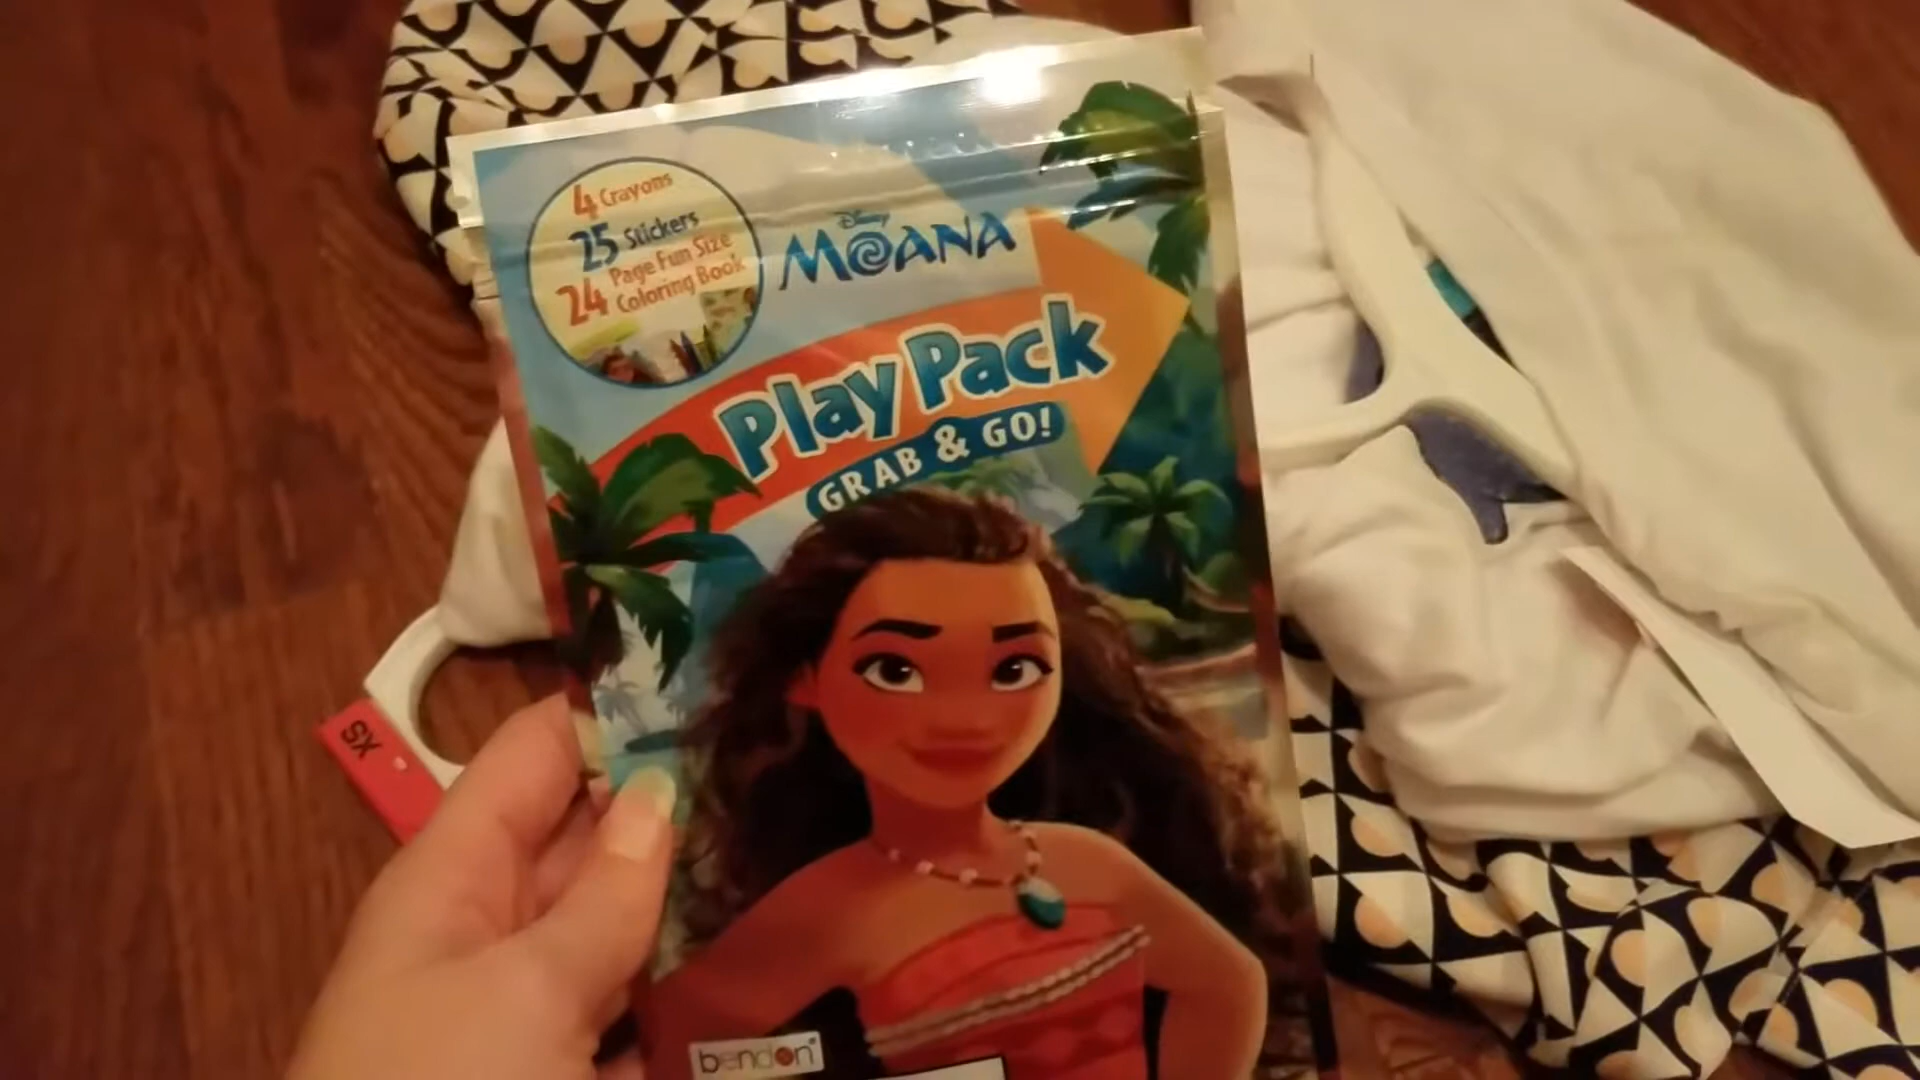 4 Crayons
25 Stickers
24 Page Fun Size
Coloring Book
Disney
MOANA
Play Pack
GRAB & GO!
XS
bendon